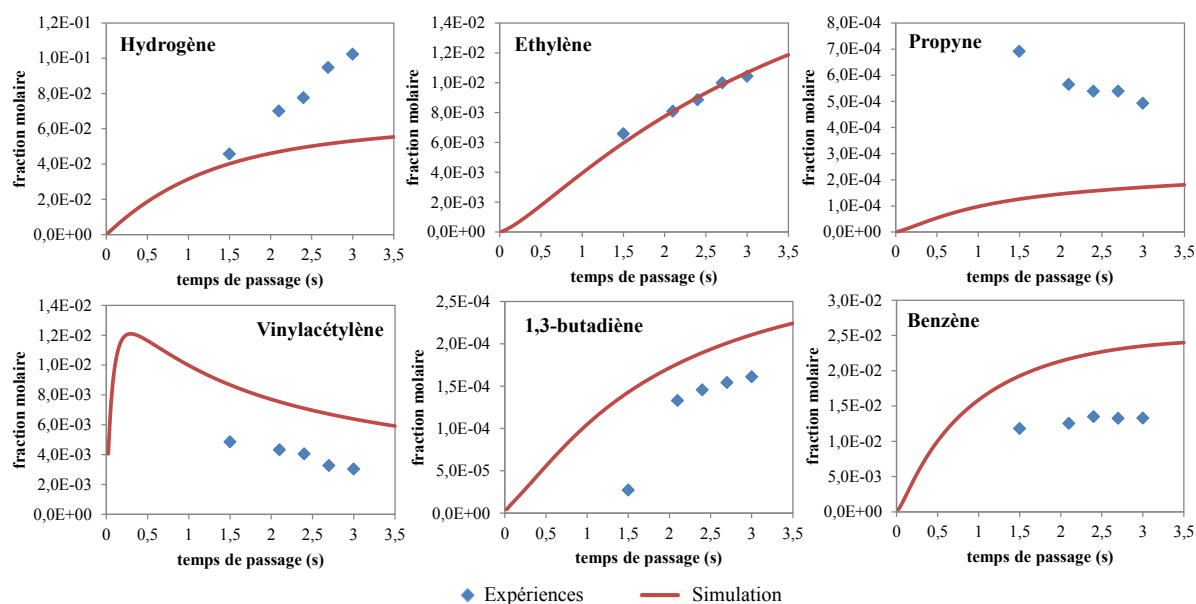 Hydrogène
fraction molaire
1,2E-01
1,0E-01
8,0E-02
6,0E-02
4,0E-02
2,0E-02
0,0E+00
0 0,5 1 1,5 2 2,5 3 3,5
temps de passage (s)
Ethylène
fraction molaire
1,4E-02
1,2E-02
1,0E-02
8,0E-03
6,0E-03
4,0E-03
2,0E-03
0,0E+00
0 0,5 1 1,5 2 2,5 3 3,5
temps de passage (s)
Propyne
fraction molaire
8,0E-04
7,0E-04
6,0E-04
5,0E-04
4,0E-04
3,0E-04
2,0E-04
1,0E-04
0,0E+00
0 0,5 1 1,5 2 2,5 3 3,5
temps de passage (s)
Vinylacétylène
fraction molaire
1,4E-02
1,2E-02
1,0E-02
8,0E-03
6,0E-03
4,0E-03
2,0E-03
0,0E+00
0 0,5 1 1,5 2 2,5 3 3,5
temps de passage (s)
1,3-butadiène
fraction molaire
2,5E-04
2,0E-04
1,5E-04
1,0E-04
5,0E-05
0,0E+00
0 0,5 1 1,5 2 2,5 3 3,5
temps de passage (s)
Benzène
fraction molaire
3,0E-02
2,5E-02
2,0E-02
1,5E-02
1,0E-02
5,0E-03
0,0E+00
0 0,5 1 1,5 2 2,5 3 3,5
temps de passage (s)
Expériences
Simulation